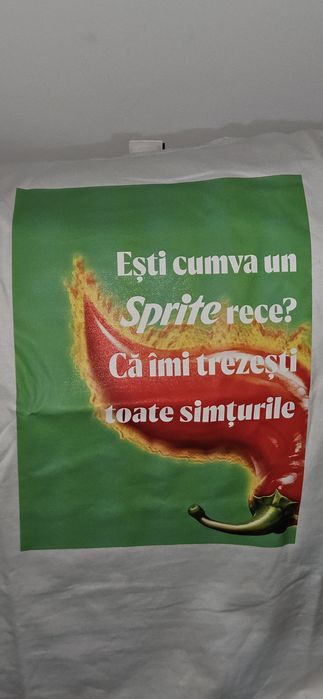 Ești cumva un
Sprite rece?
Că îmi trezești
toate simțurile